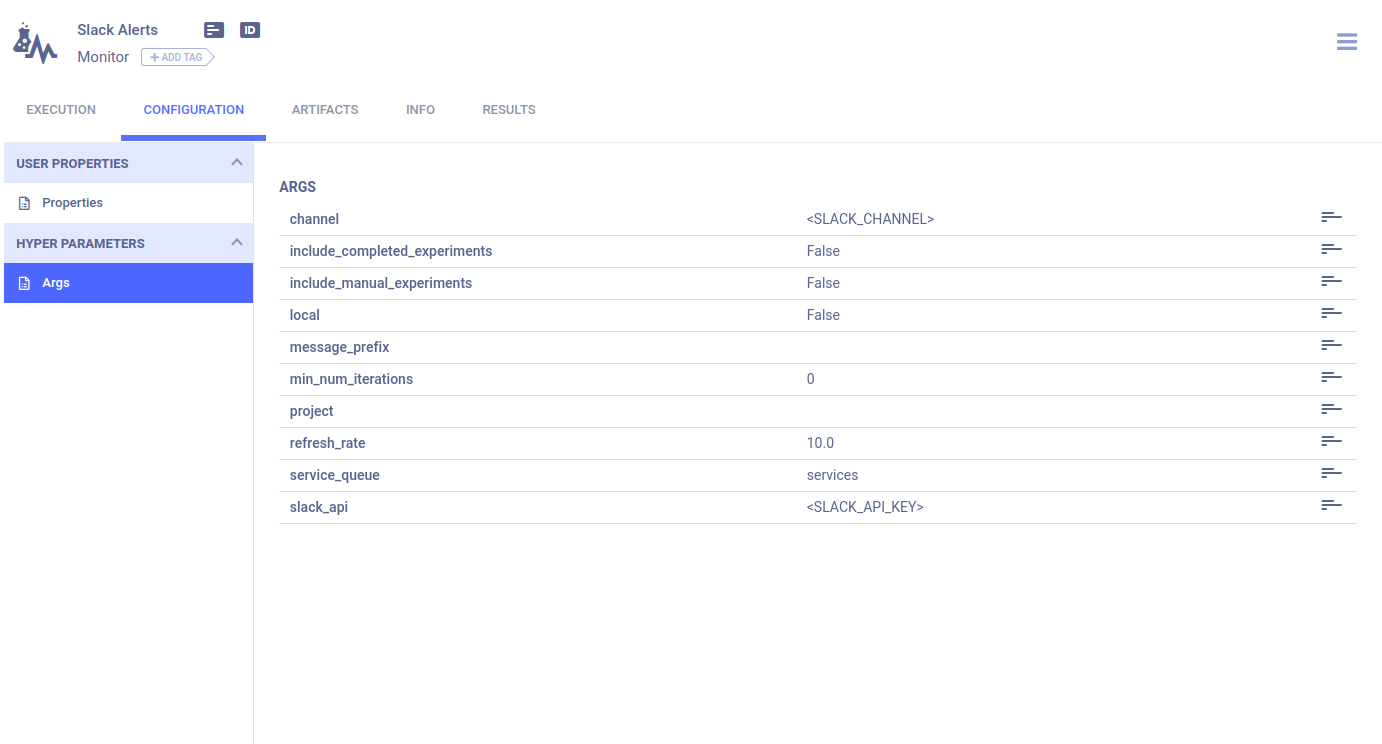 Slack Alerts ID
Monitor + ADD TAG
EXECUTION CONFIGURATION ARTIFACTS INFO RESULTS
USER PROPERTIES
Properties
HYPER PARAMETERS
Args
ARGS
channel <SLACK_CHANNEL>
include_completed_experiments False
include_manual_experiments False
local False
message_prefix
min_num_iterations 0
project
refresh_rate 10.0
service_queue services
slack_api <SLACK_API_KEY>